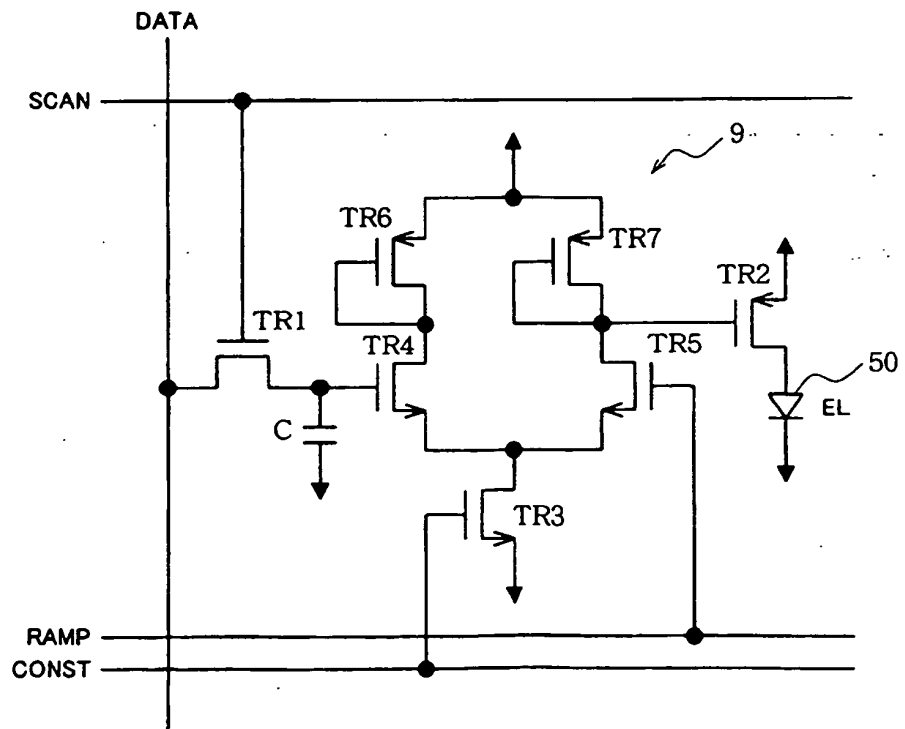 DATA
SCAN
9
TR6
TR7
TR2
TR1
TR4
TR5
50
C
EL
TR3
RAMP
CONST